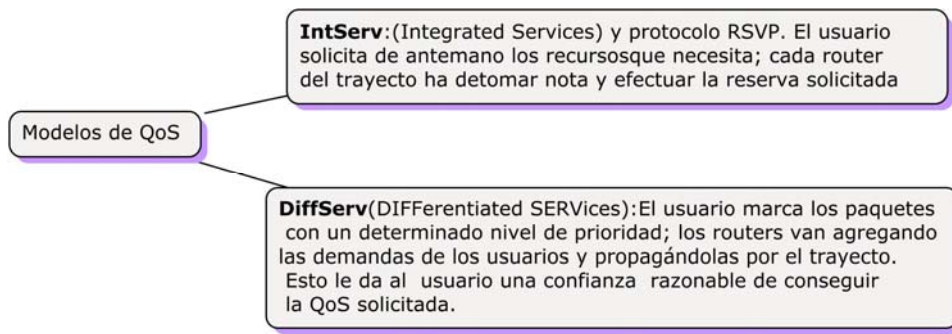 IntServ:(Integrated Services) y protocolo RSVP. El usuario
solicita de antemano los recursosque necesita; cada router
del trayecto ha detomar nota y efectuar la reserva solicitada
Modelos de QoS
DiffServ(DIFFerentiated SERVices):El usuario marca los paquetes
con un determinado nivel de prioridad; los routers van agregando
las demandas de los usuarios y propagándolas por el trayecto.
Esto le da al usuario una confianza razonable de conseguir
la QoS solicitada.